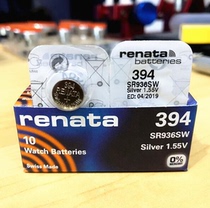 renata
batteries
394
SR936SW
Silver 1.55V
ED: 04/2019
renata
394
SR936SW
Silver 1.55V
10
Watch Batteries
Swiss Made
0%